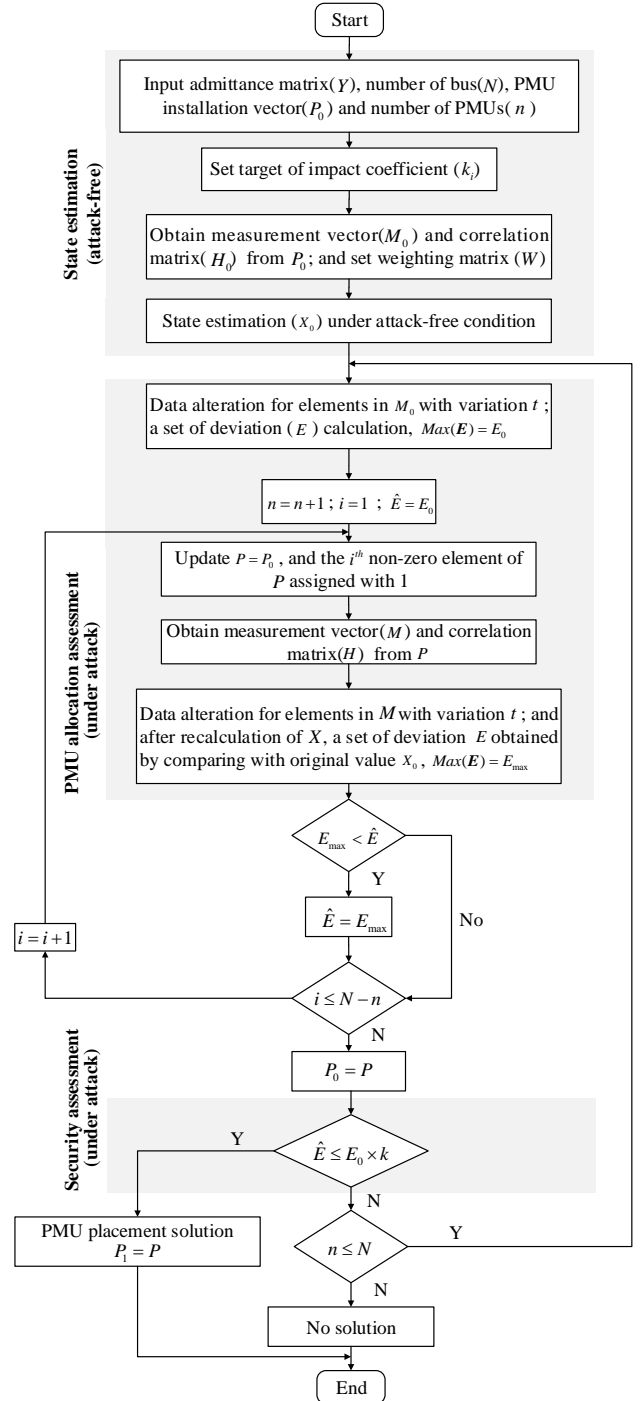 Start
Input admittance matrix(Y), number of bus(N), PMU
installation vector(P₀) and number of PMUs(n)
State estimation
(attack-free)
Set target of impact coefficient (kᵢ)
Obtain measurement vector(M₀) and correlation
matrix(H₀) from P₀; and set weighting matrix (W)
State estimation (X₀) under attack-free condition
Data alteration for elements in M₀ with variation t ;
a set of deviation (E) calculation, Max(E) = E₀
n = n+1 ; i = 1 ; Ê = E₀
Update P = P₀ , and the iᵗʰ non-zero element of
P assigned with 1
PMU allocation assessment
(under attack)
Obtain measurement vector(M) and correlation
matrix(H) from P
Data alteration for elements in M with variation t ; and
after recalculation of X, a set of deviation E obtained
by comparing with original value X₀ , Max(E) = Eₘₐₓ
Eₘₐₓ < Ê
Y
No
Ê = Eₘₐₓ
i = i+1
i ≤ N − n
N
P₀ = P
Security assessment
(under attack)
Y
Ê ≤ E₀ × k
N
PMU placement solution
P₁ = P
n ≤ N
Y
N
No solution
End